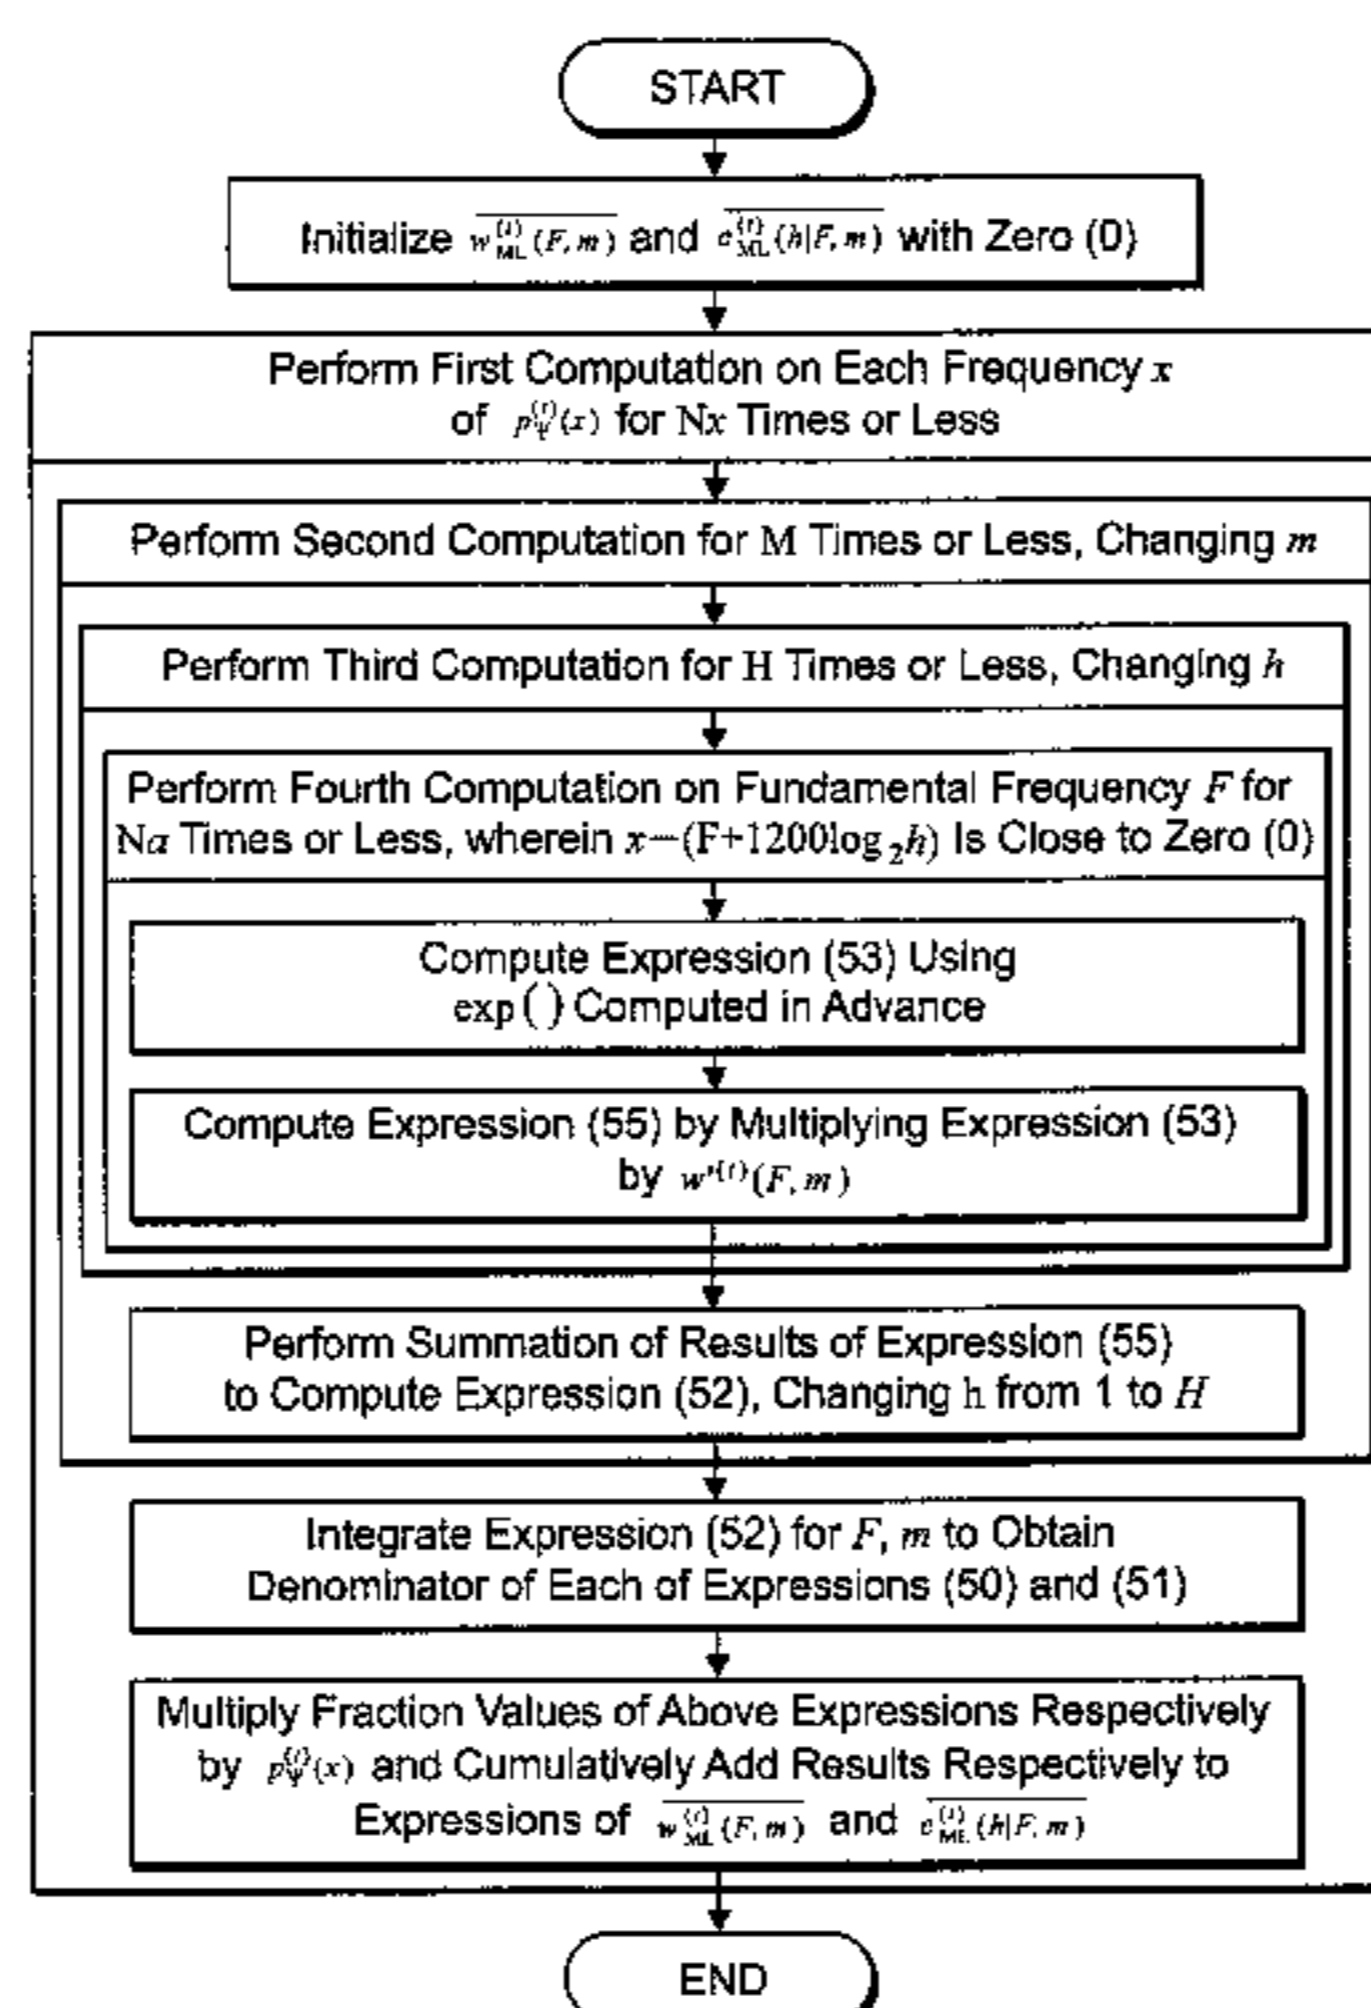 START
Initialize w̅_ML^(t)(F, m) and c̅_ML^(t)(h|F, m) with Zero (0)
Perform First Computation on Each Frequency x
of p_Ψ^(t)(x) for Nx Times or Less
Perform Second Computation for M Times or Less, Changing m
Perform Third Computation for H Times or Less, Changing h
Perform Fourth Computation on Fundamental Frequency F for
Na Times or Less, wherein x−(F+1200log₂h) Is Close to Zero (0)
Compute Expression (53) Using
exp() Computed in Advance
Compute Expression (55) by Multiplying Expression (53)
by w'^(t)(F, m)
Perform Summation of Results of Expression (55)
to Compute Expression (52), Changing h from 1 to H
Integrate Expression (52) for F, m to Obtain
Denominator of Each of Expressions (50) and (51)
Multiply Fraction Values of Above Expressions Respectively
by p_Ψ^(t)(x) and Cumulatively Add Results Respectively to
Expressions of w̅_ML^(t)(F, m) and c̅_ML^(t)(h|F, m)
END